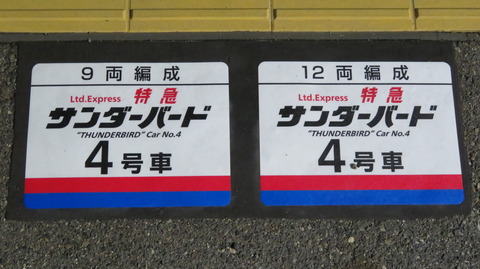 9両編成
Ltd.Express 特急
サンダーバード
"THUNDERBIRD" Car No.4
4号車
12両編成
Ltd.Express 特急
サンダーバード
"THUNDERBIRD" Car No.4
4号車